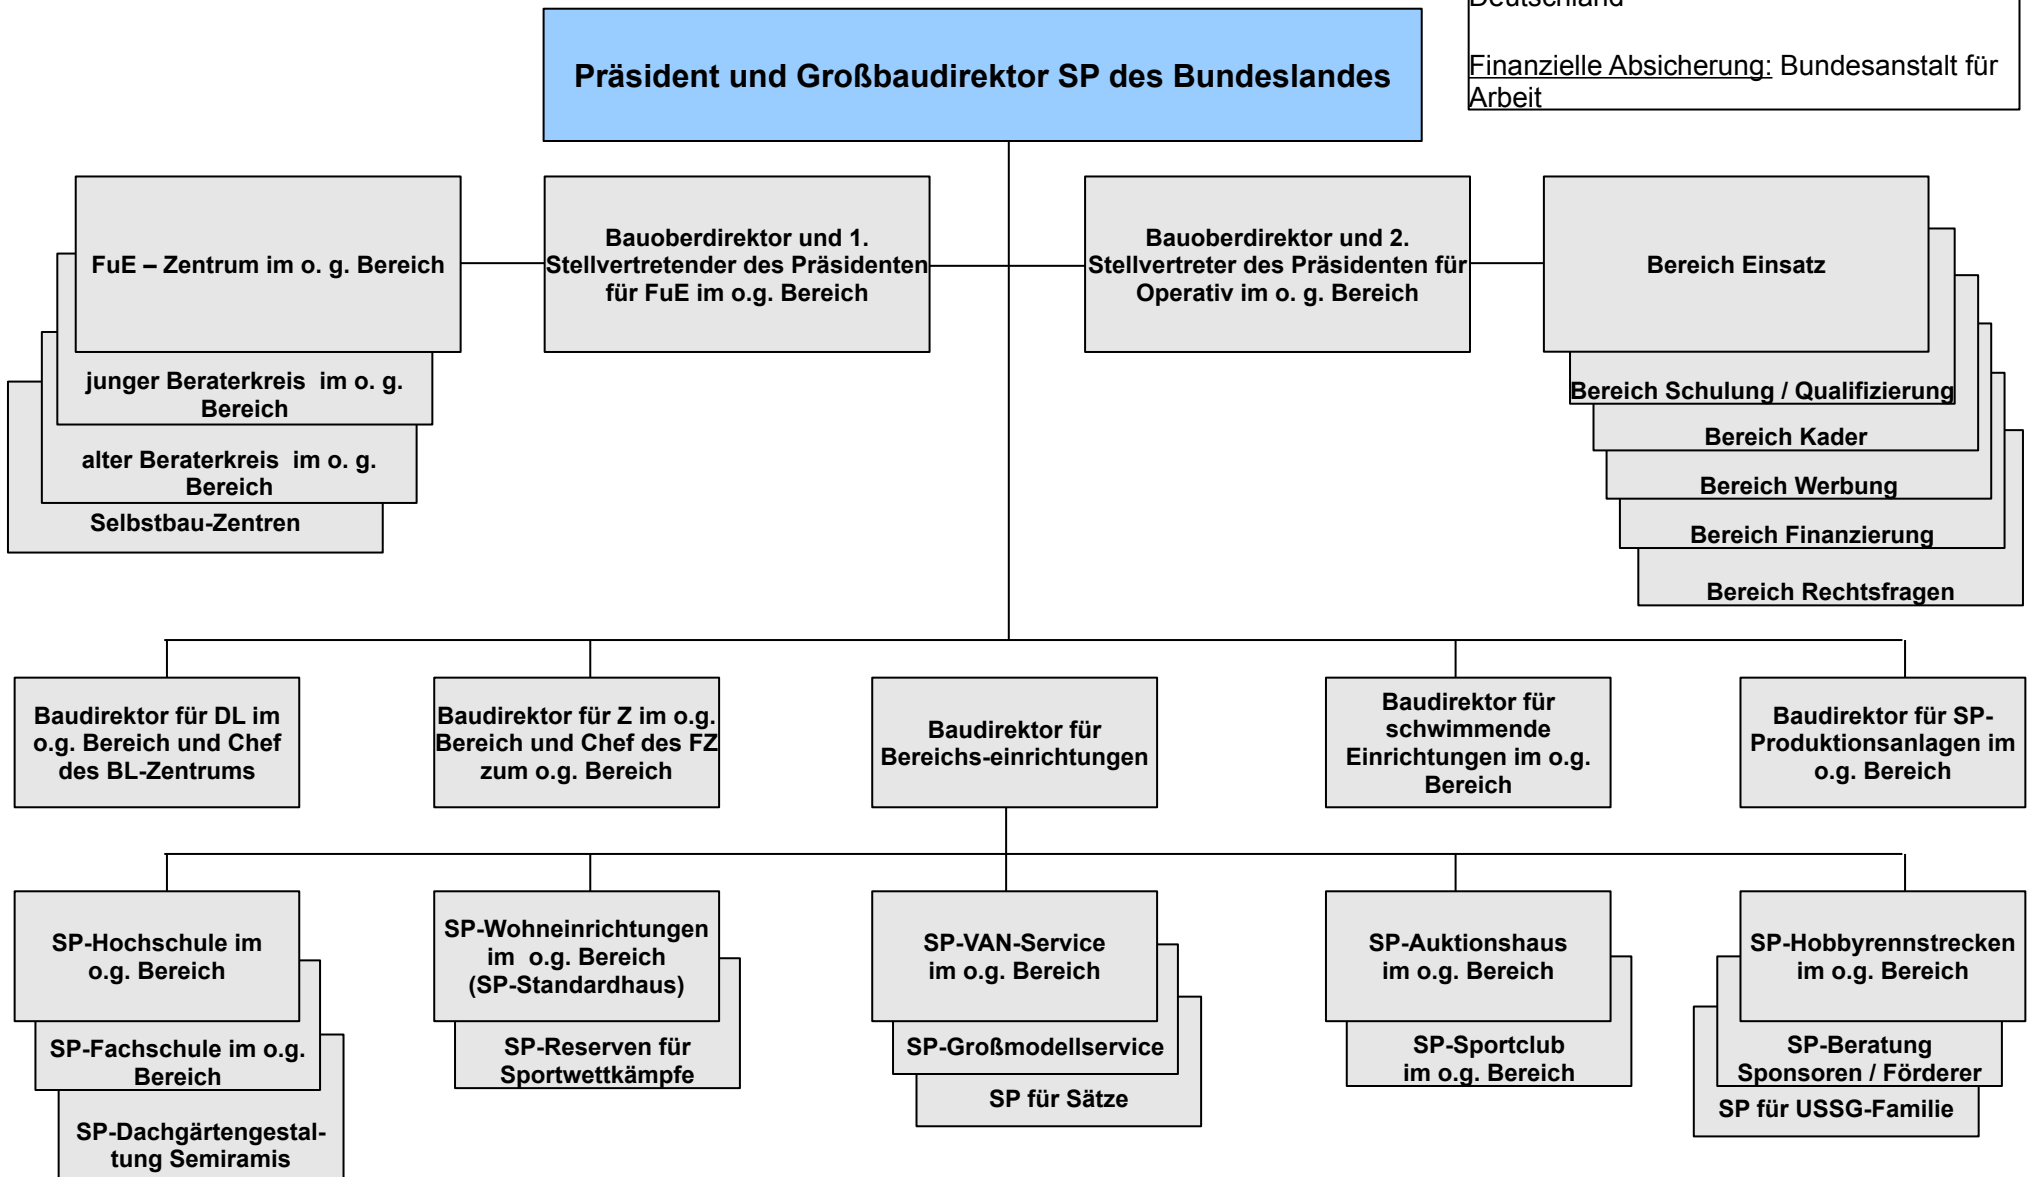 Deutschland
Finanzielle Absicherung: Bundesanstalt für
Arbeit
Präsident und Großbaudirektor SP des Bundeslandes
FuE – Zentrum im o. g. Bereich
junger Beraterkreis im o. g.
Bereich
alter Beraterkreis im o. g.
Bereich
Selbstbau-Zentren
Bauoberdirektor und 1.
Stellvertretender des Präsidenten
für FuE im o.g. Bereich
Bauoberdirektor und 2.
Stellvertreter des Präsidenten für
Operativ im o. g. Bereich
Bereich Einsatz
Bereich Schulung / Qualifizierung
Bereich Kader
Bereich Werbung
Bereich Finanzierung
Bereich Rechtsfragen
Baudirektor für DL im
o.g. Bereich und Chef
des BL-Zentrums
Baudirektor für Z im o.g.
Bereich und Chef des FZ
zum o.g. Bereich
Baudirektor für
Bereichs-einrichtungen
Baudirektor für
schwimmende
Einrichtungen im o.g.
Bereich
Baudirektor für SP-
Produktionsanlagen im
o.g. Bereich
SP-Hochschule im
o.g. Bereich
SP-Fachschule im o.g.
Bereich
SP-Dachgärtengestal-
tung Semiramis
SP-Wohneinrichtungen
im o.g. Bereich
(SP-Standardhaus)
SP-Reserven für
Sportwettkämpfe
SP-VAN-Service
im o.g. Bereich
SP-Großmodellservice
SP für Sätze
SP-Auktionshaus
im o.g. Bereich
SP-Sportclub
im o.g. Bereich
SP-Hobbyrennstrecken
im o.g. Bereich
SP-Beratung
Sponsoren / Förderer
SP für USSG-Familie